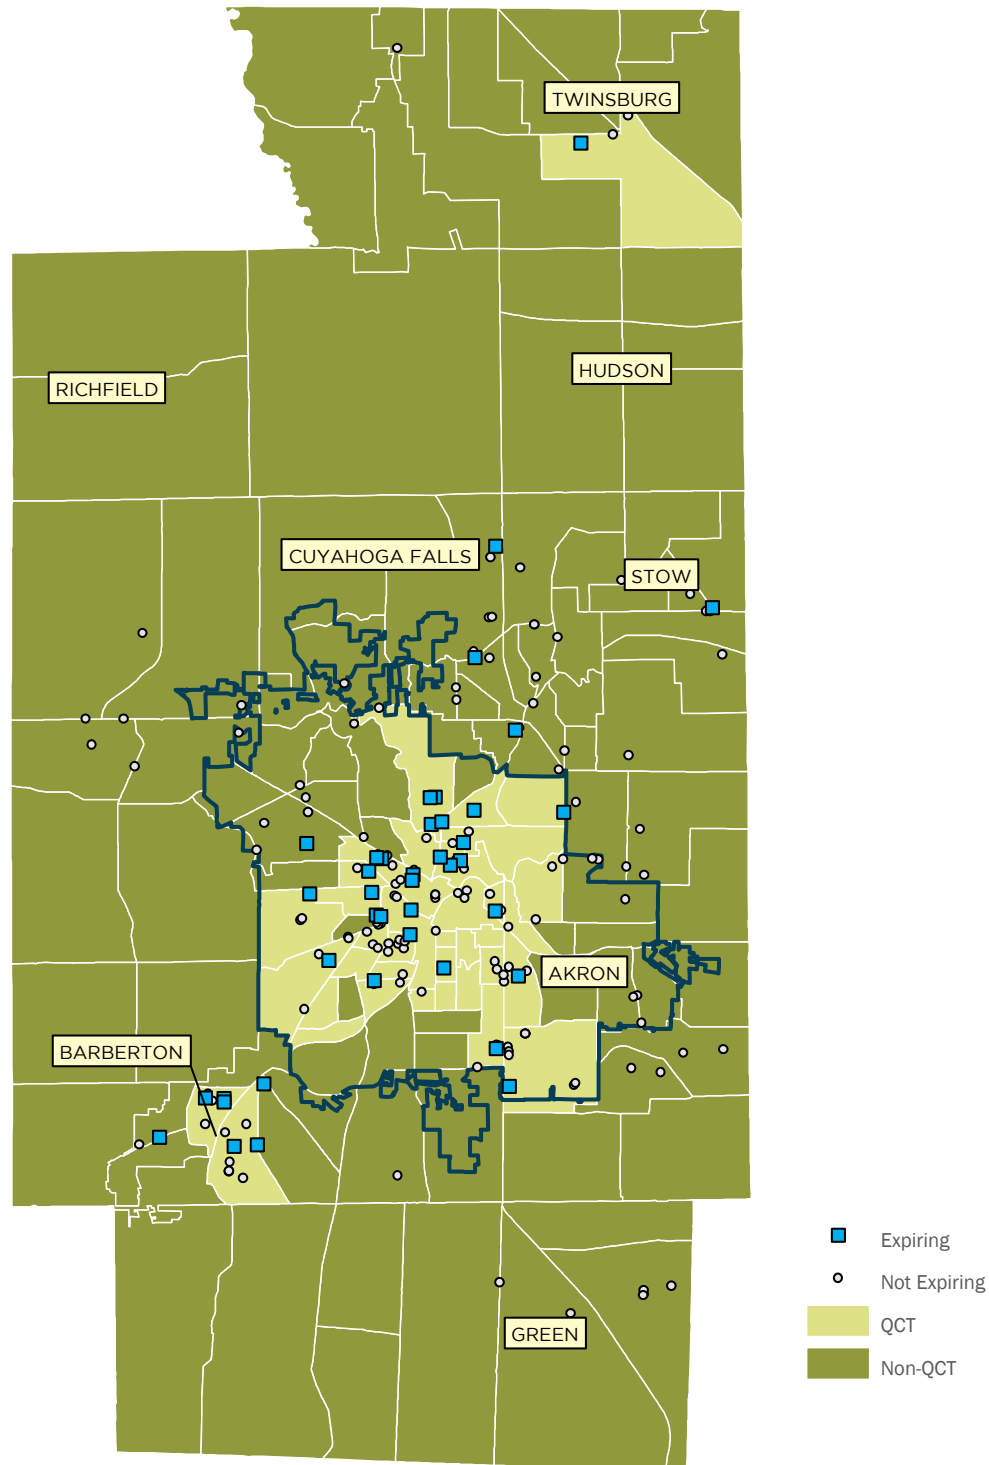 TWINSBURG
HUDSON
RICHFIELD
CUYAHOGA FALLS
STOW
AKRON
BARBERTON
Expiring
Not Expiring
QCT
Non-QCT
GREEN